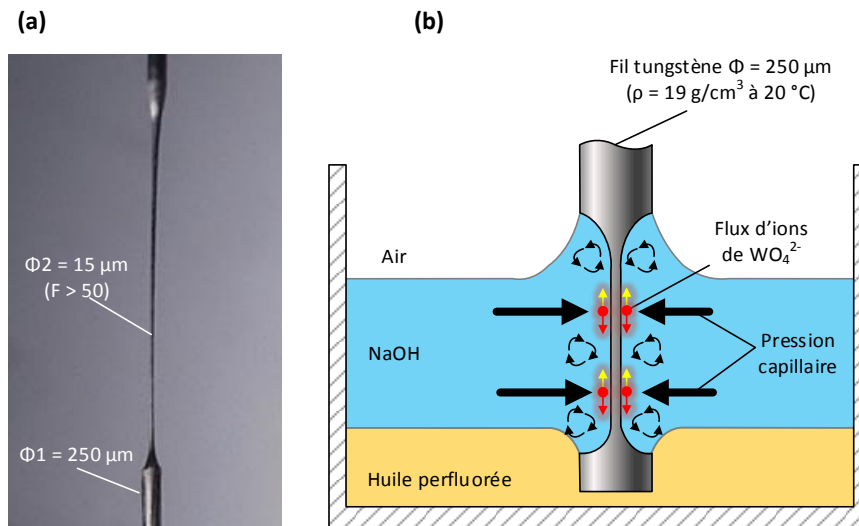 (a)
Φ2 = 15 µm
(F > 50)
Φ1 = 250 µm
(b)
Fil tungstène Φ = 250 µm
(ρ = 19 g/cm³ à 20 °C)
Air
Flux d'ions
de WO₄²⁻
NaOH
Pression
capillaire
Huile perfluorée